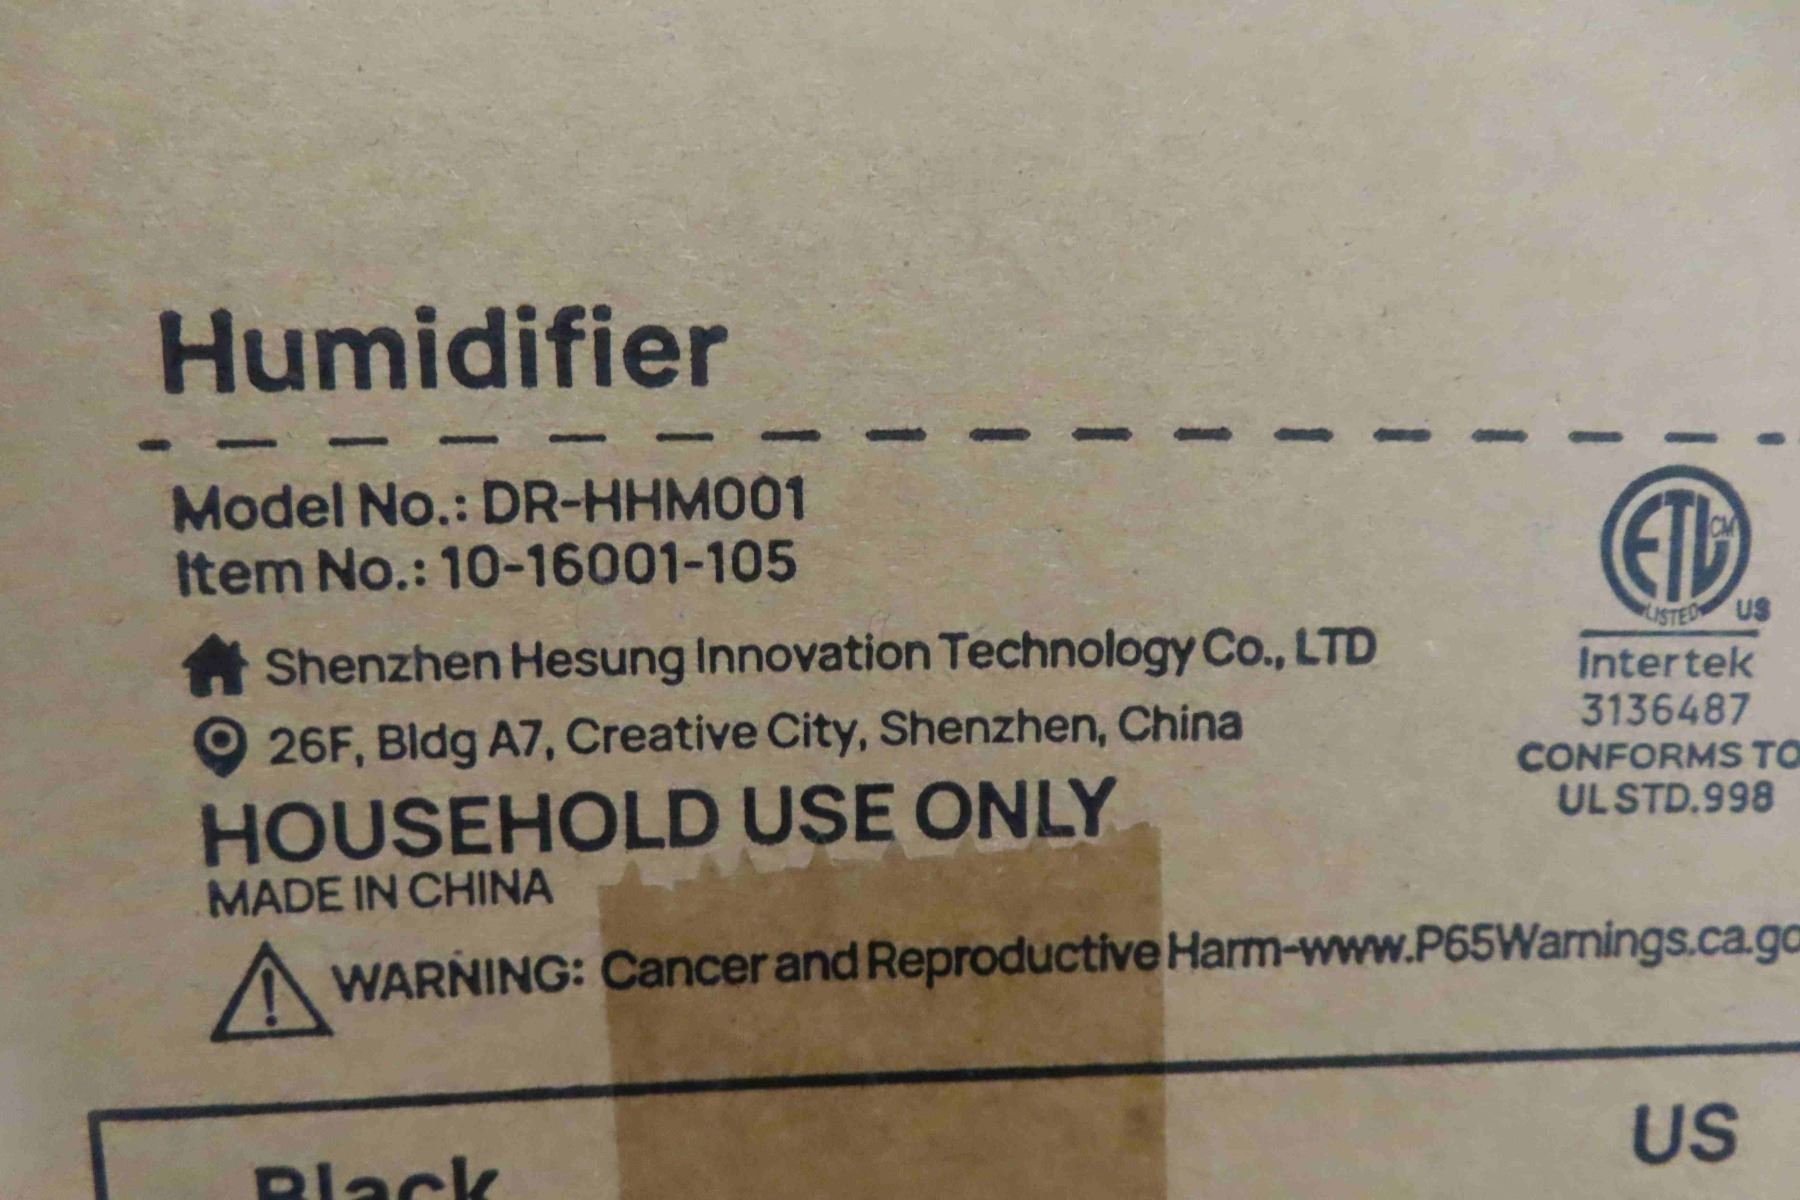 Humidifier
Model No.: DR-HHM001
Item No.: 10-16001-105
Shenzhen Hesung Innovation Technology Co., LTD
26F, Bldg A7, Creative City, Shenzhen, China
HOUSEHOLD USE ONLY
MADE IN CHINA
WARNING: Cancer and Reproductive Harm-www.P65Warnings.ca.go
ETL CM
LISTED US
Intertek
3136487
CONFORMS TO
UL STD.998
Black
US